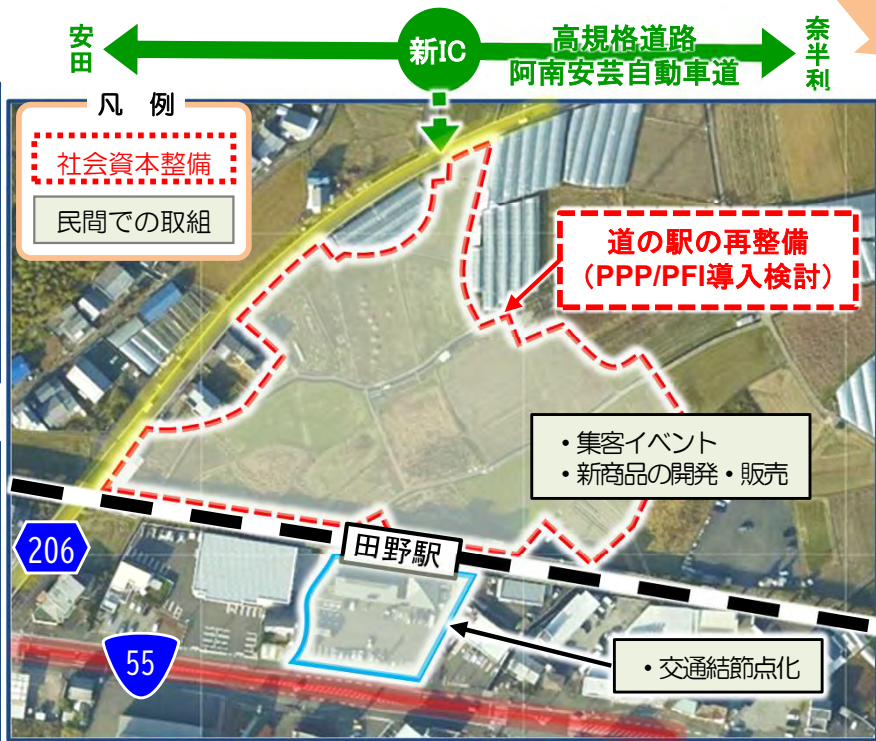 安田
新IC
高規格道路
阿南安芸自動車道
奈半利
凡 例
社会資本整備
民間での取組
道の駅の再整備
(PPP/PFI導入検討)
・集客イベント
・新商品の開発・販売
206
田野駅
55
・交通結節点化